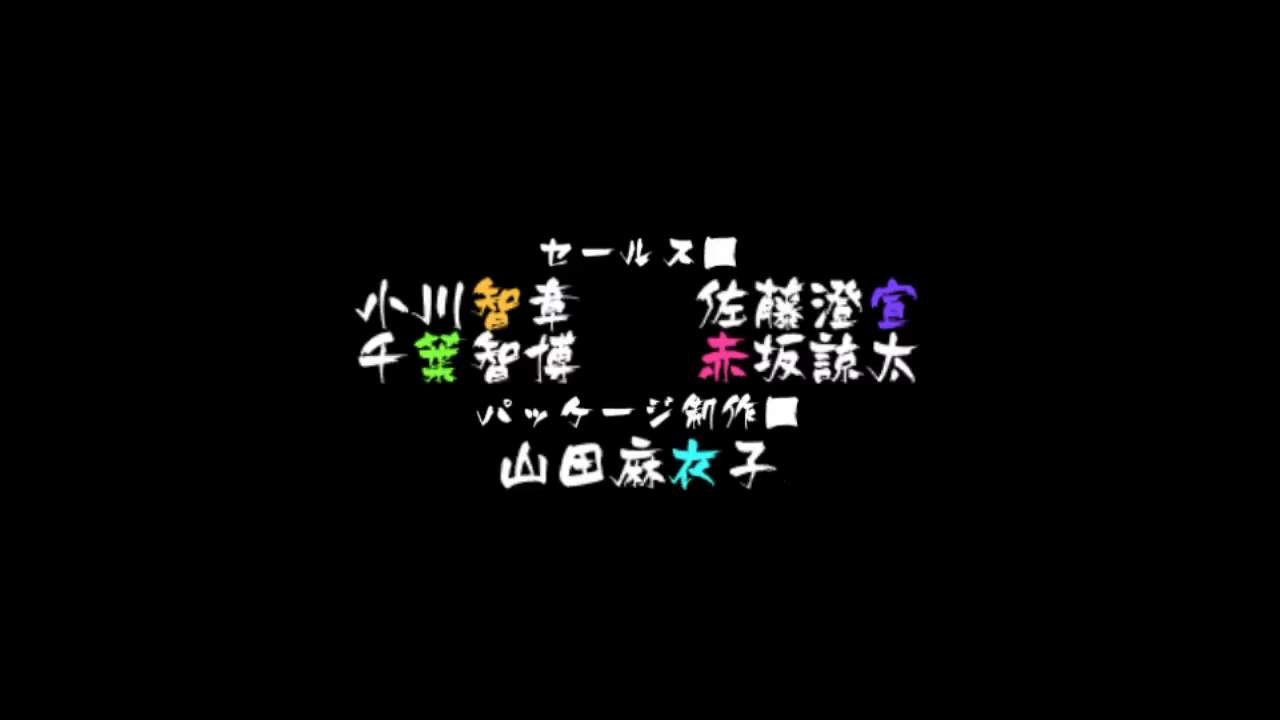 セールス■
小川智章 佐藤澄宣
千葉智博 赤坂諒太
パッケージ制作■
山田麻衣子